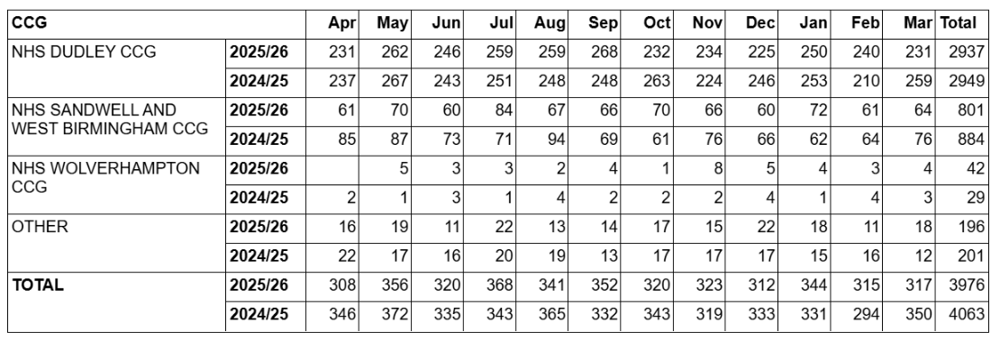 CCG Apr May Jun Jul Aug Sep Oct Nov Dec Jan Feb Mar Total
NHS DUDLEY CCG 2025/26 231 262 246 259 259 268 232 234 225 250 240 231 2937
2024/25 237 267 243 251 248 248 263 224 246 253 210 259 2949
NHS SANDWELL AND 2025/26 61 70 60 84 67 66 70 66 60 72 61 64 801
WEST BIRMINGHAM CCG
2024/25 85 87 73 71 94 69 61 76 66 62 64 76 884
NHS WOLVERHAMPTON 2025/26 5 3 3 2 4 1 8 5 4 3 4 42
CCG
2024/25 2 1 3 1 4 2 2 2 4 1 4 3 29
OTHER 2025/26 16 19 11 22 13 14 17 15 22 18 11 18 196
2024/25 22 17 16 20 19 13 17 17 17 15 16 12 201
TOTAL 2025/26 308 356 320 368 341 352 320 323 312 344 315 317 3976
2024/25 346 372 335 343 365 332 343 319 333 331 294 350 4063